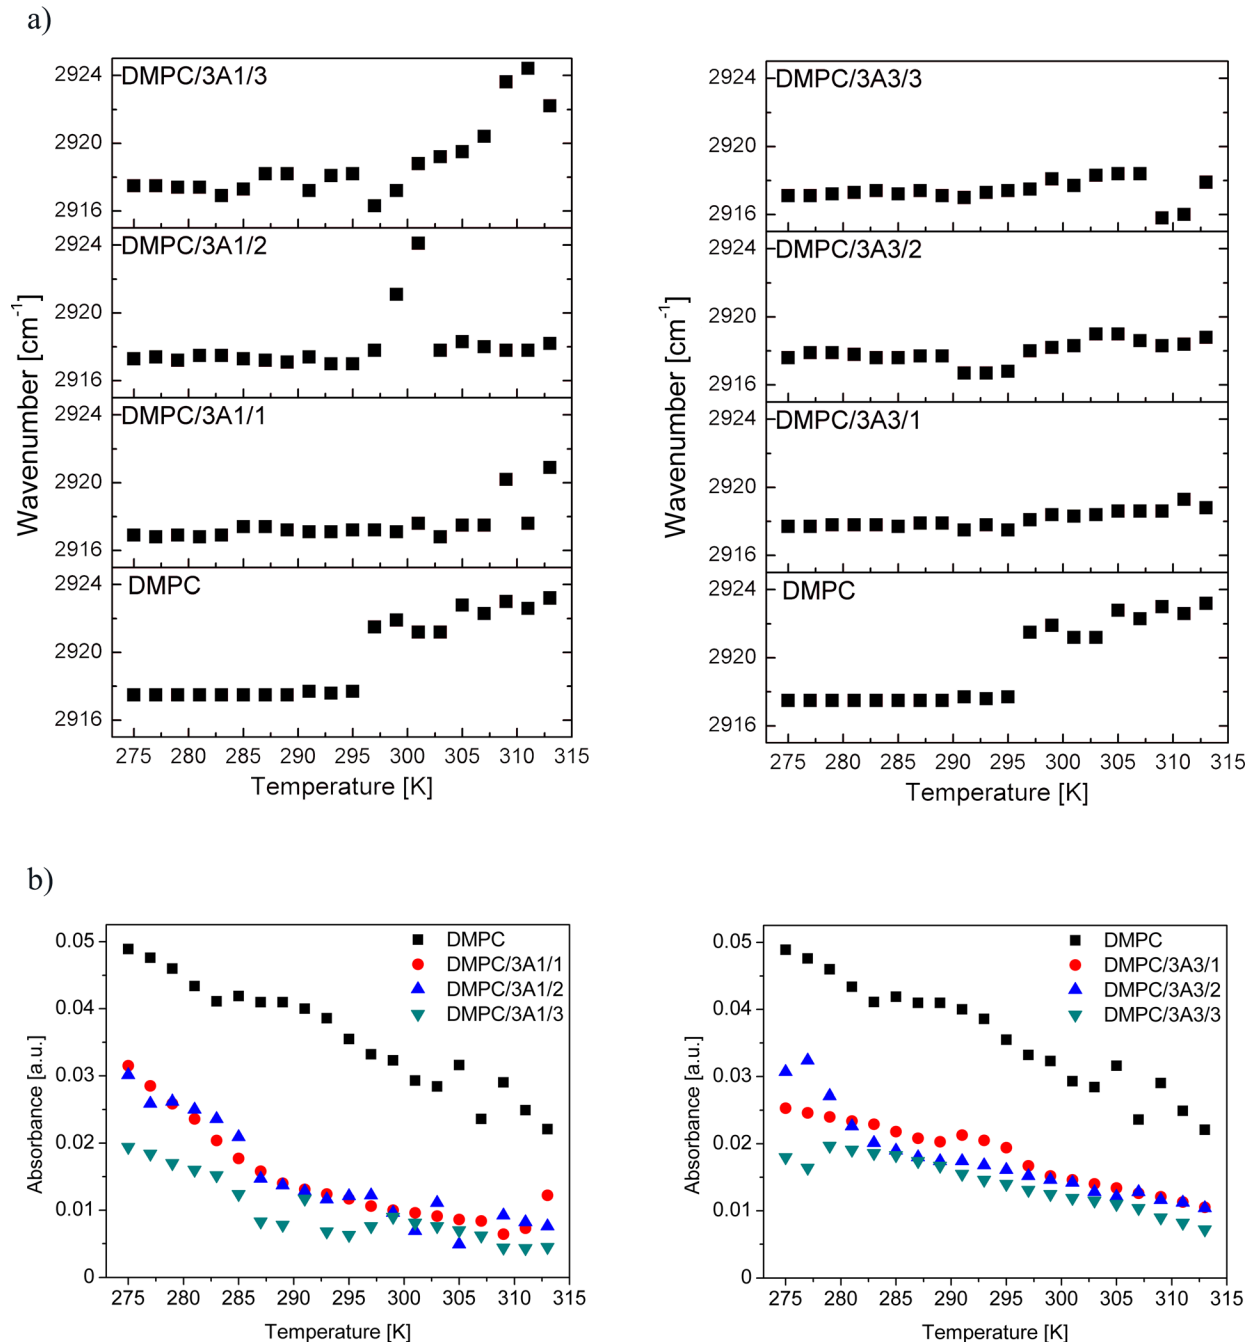 a)
DMPC/3A1/3
2924
2920
2916
DMPC/3A1/2
2924
2920
2916
DMPC/3A1/1
2924
2920
2916
DMPC
2924
2920
2916
Wavenumber [cm⁻¹]
275 280 285 290 295 300 305 310 315
Temperature [K]
DMPC/3A3/3
2924
2920
2916
DMPC/3A3/2
2924
2920
2916
DMPC/3A3/1
2924
2920
2916
DMPC
2924
2920
2916
Wavenumber [cm⁻¹]
275 280 285 290 295 300 305 310 315
Temperature [K]
b)
0.05
0.04
0.03
0.02
0.01
0
Absorbance [a.u.]
DMPC
DMPC/3A1/1
DMPC/3A1/2
DMPC/3A1/3
275 280 285 290 295 300 305 310 315
Temperature [K]
0.05
0.04
0.03
0.02
0.01
0
Absorbance [a.u.]
DMPC
DMPC/3A3/1
DMPC/3A3/2
DMPC/3A3/3
275 280 285 290 295 300 305 310 315
Temperature [K]